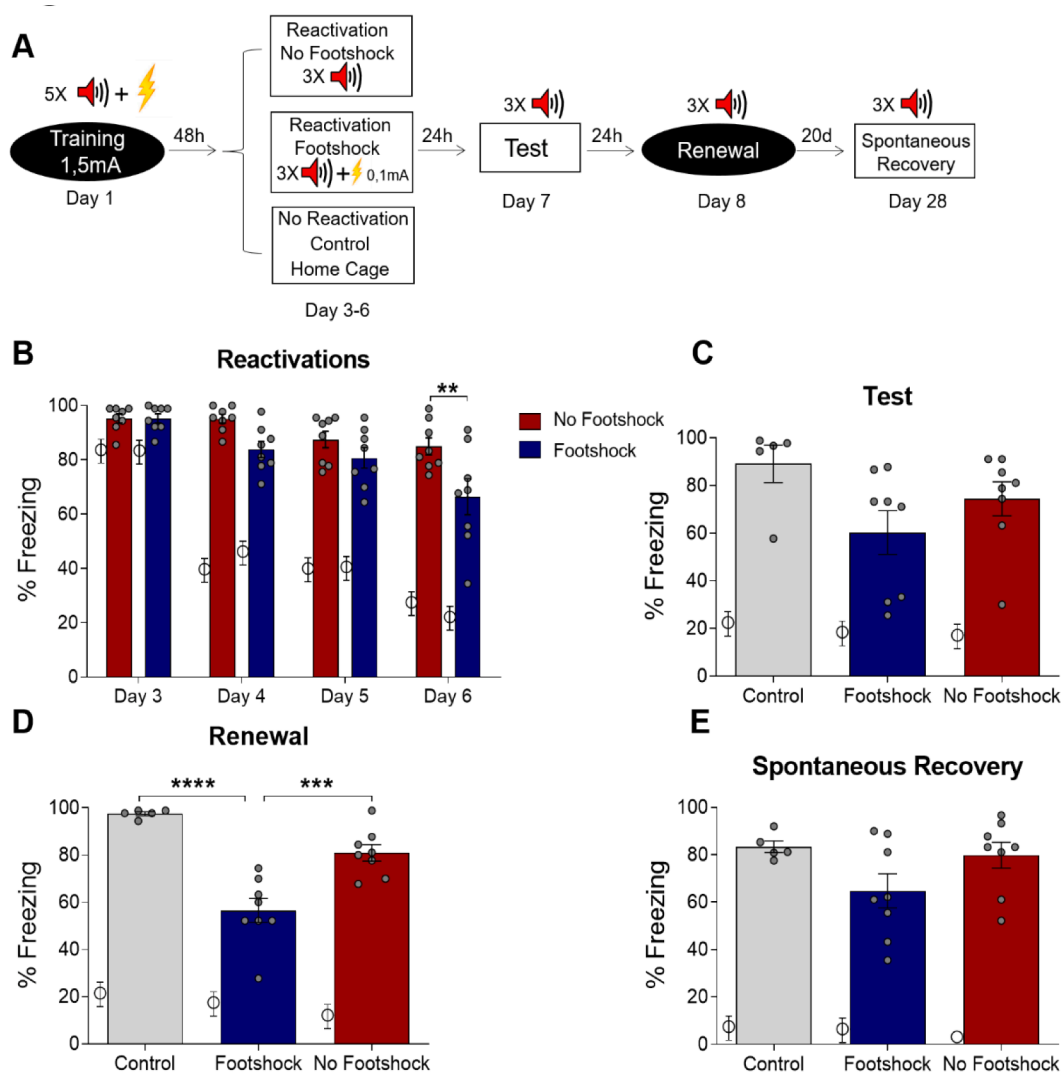 A
5X
+
Training
1,5mA
Day 1
48h
Reactivation
No Footshock
3X
Reactivation
Footshock
3X
+
0,1mA
No Reactivation
Control
Home Cage
Day 3-6
24h
3X
Test
Day 7
24h
3X
Renewal
Day 8
20d
3X
Spontaneous
Recovery
Day 28
B
Reactivations
% Freezing
100
80
60
40
20
0
**
Day 3 Day 4 Day 5 Day 6
No Footshock
Footshock
C
Test
% Freezing
100
80
60
40
20
0
Control Footshock No Footshock
D
Renewal
% Freezing
100
80
60
40
20
0
**** ***
Control Footshock No Footshock
E
Spontaneous Recovery
% Freezing
100
80
60
40
20
0
Control Footshock No Footshock